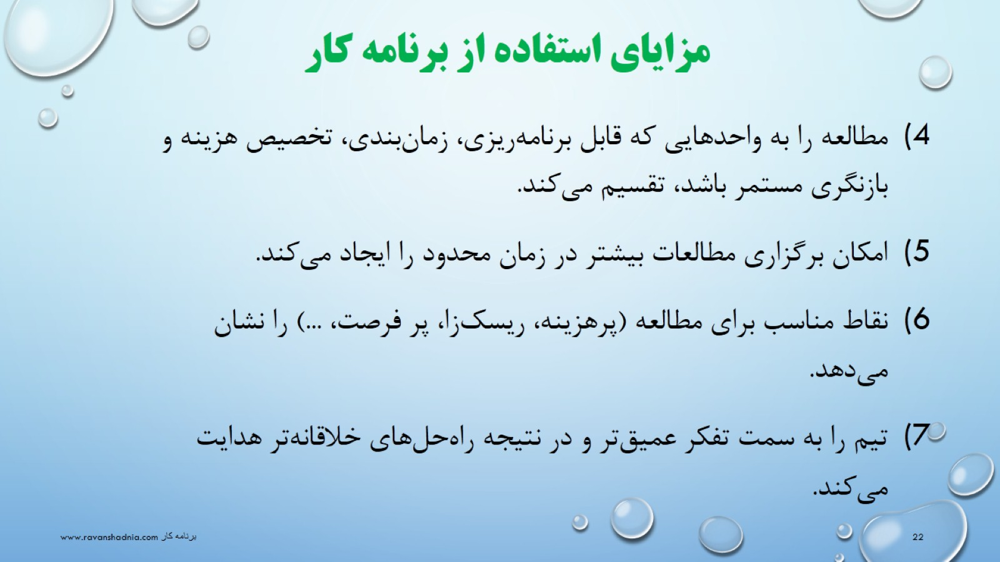 مزایای استفاده از برنامه کار
4) مطالعه را به واحدهایی که قابل برنامه‌ریزی، زمان‌بندی، تخصیص هزینه و
بازنگری مستمر باشد، تقسیم می‌کند.
5) امکان برگزاری مطالعات بیشتر در زمان محدود را ایجاد می‌کند.
6) نقاط مناسب برای مطالعه (پرهزینه، ریسک‌زا، پر فرصت، ...) را نشان
می‌دهد.
7) تیم را به سمت تفکر عمیق‌تر و در نتیجه راه‌حل‌های خلاقانه‌تر هدایت
می‌کند.
برنامه کار www.ravanshadnia.com
22